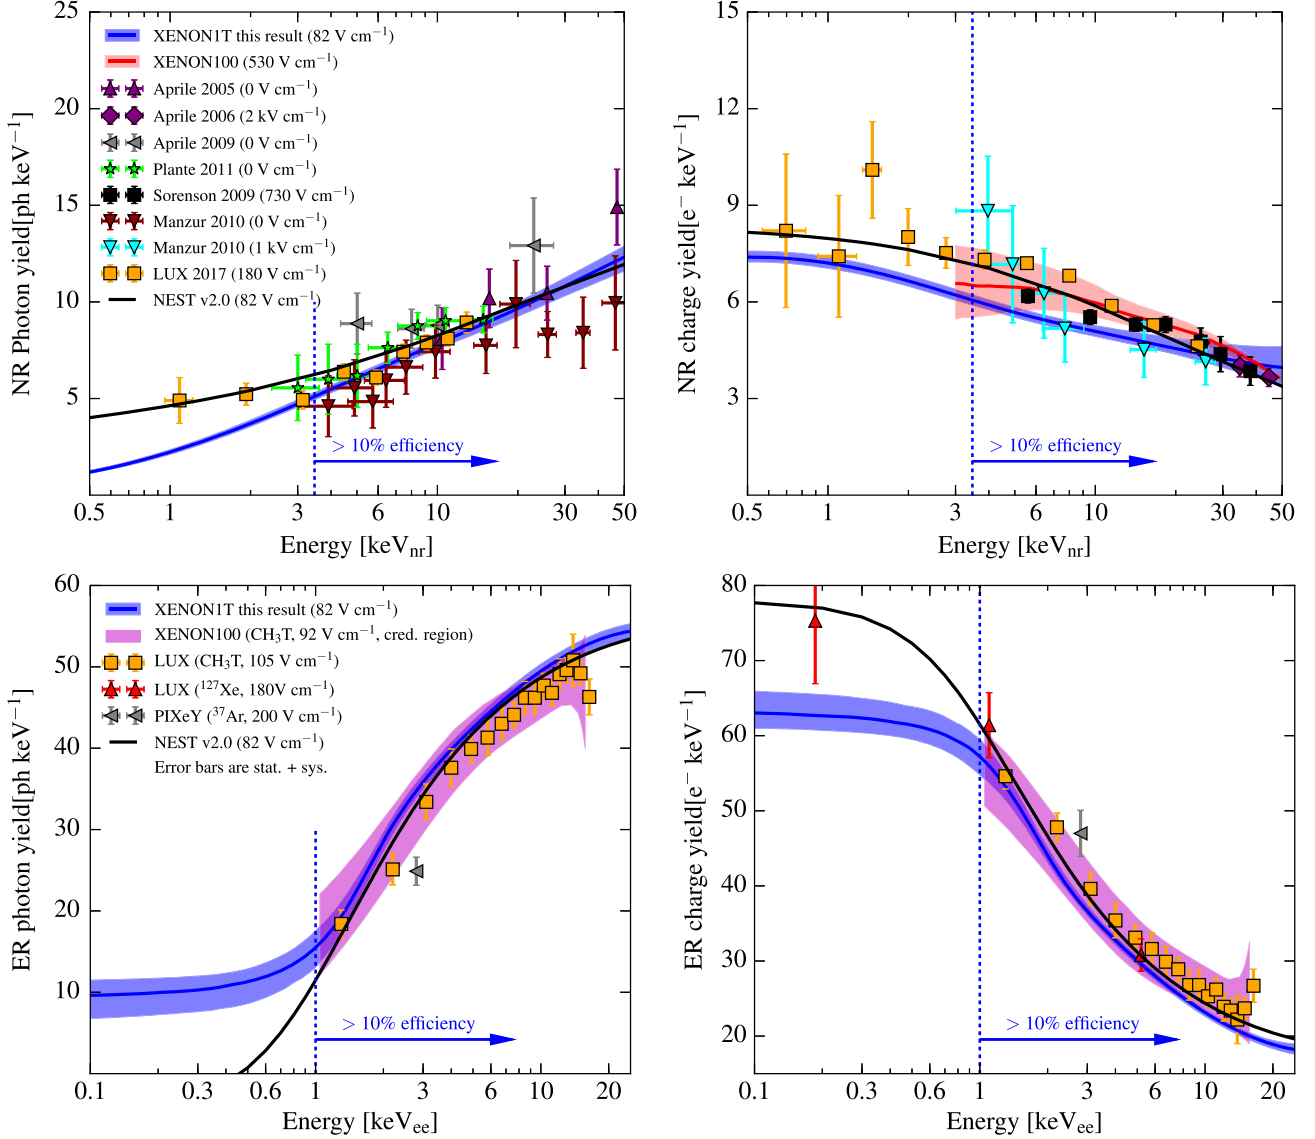 25
20
15
10
5
NR Photon yield[ph keV⁻¹]
XENON1T this result (82 V cm⁻¹)
XENON100 (530 V cm⁻¹)
Aprile 2005 (0 V cm⁻¹)
Aprile 2006 (2 kV cm⁻¹)
Aprile 2009 (0 V cm⁻¹)
Plante 2011 (0 V cm⁻¹)
Sorenson 2009 (730 V cm⁻¹)
Manzur 2010 (0 V cm⁻¹)
Manzur 2010 (1 kV cm⁻¹)
LUX 2017 (180 V cm⁻¹)
NEST v2.0 (82 V cm⁻¹)
> 10% efficiency
0.5 1 3 6 10 30 50
Energy [keVnr]
15
12
9
6
3
NR charge yield[e⁻ keV⁻¹]
> 10% efficiency
0.5 1 3 6 10 30 50
Energy [keVnr]
60
50
40
30
20
10
ER photon yield[ph keV⁻¹]
XENON1T this result (82 V cm⁻¹)
XENON100 (CH₃T, 92 V cm⁻¹, cred. region)
LUX (CH₃T, 105 V cm⁻¹)
LUX (¹²⁷Xe, 180V cm⁻¹)
PIXeY (³⁷Ar, 200 V cm⁻¹)
NEST v2.0 (82 V cm⁻¹)
Error bars are stat. + sys.
> 10% efficiency
0.1 0.3 0.6 1 3 6 10 20
Energy [keVee]
80
70
60
50
40
30
20
ER charge yield[e⁻ keV⁻¹]
> 10% efficiency
0.1 0.3 0.6 1 3 6 10 20
Energy [keVee]